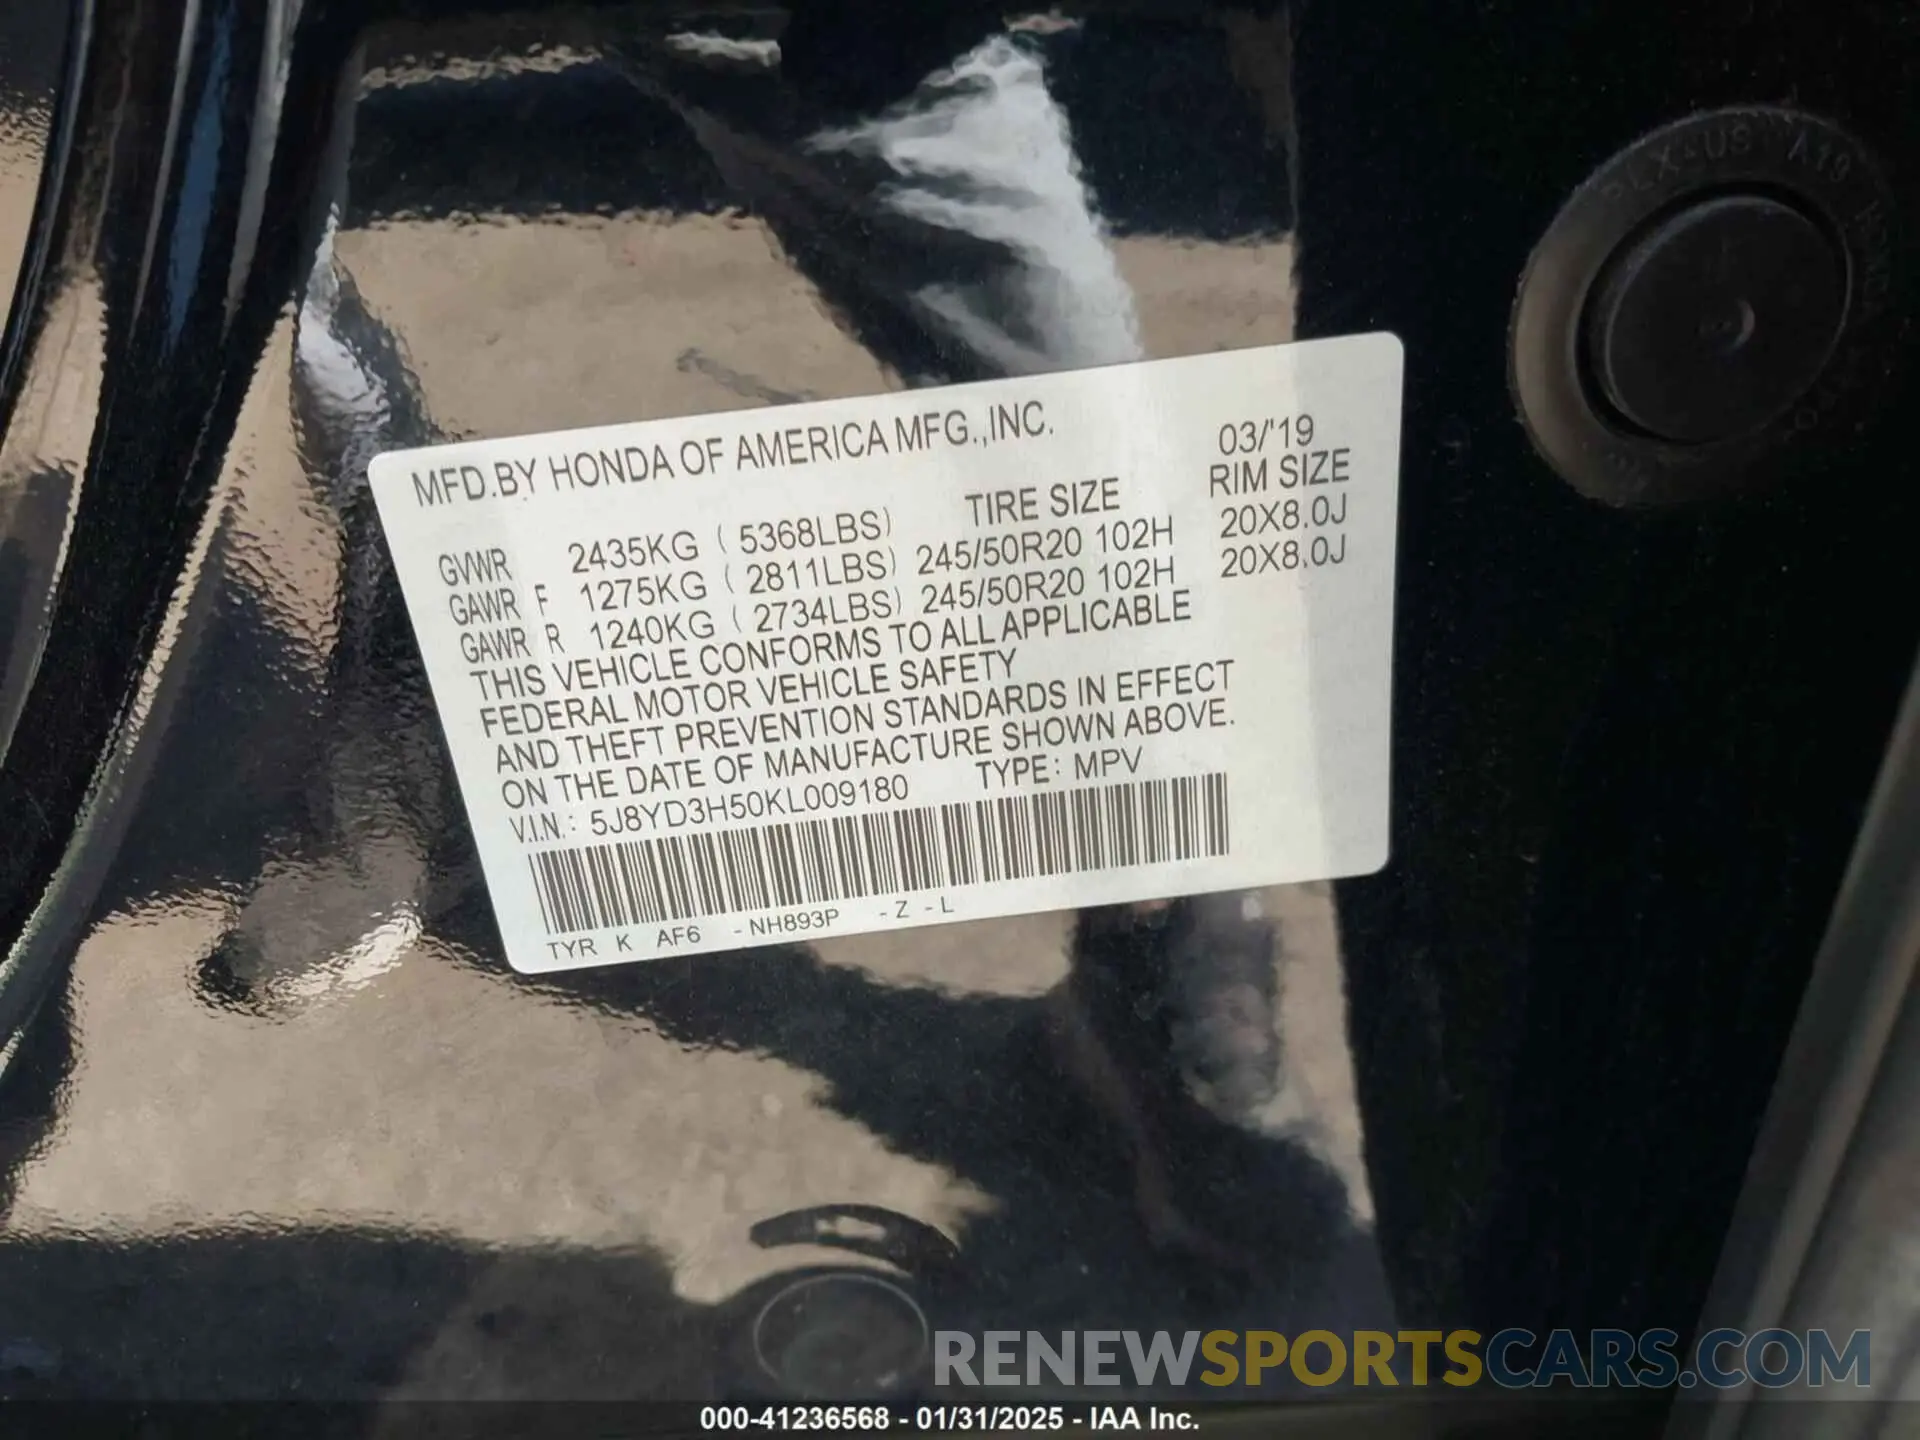 MFD.BY HONDA OF AMERICA MFG.,INC. 03/'19
TIRE SIZE RIM SIZE
GVWR 2435KG ( 5368LBS)
GAWR F 1275KG ( 2811LBS) 245/50R20 102H 20X8.0J
GAWR R 1240KG ( 2734LBS) 245/50R20 102H 20X8.0J
THIS VEHICLE CONFORMS TO ALL APPLICABLE
FEDERAL MOTOR VEHICLE SAFETY
AND THEFT PREVENTION STANDARDS IN EFFECT
ON THE DATE OF MANUFACTURE SHOWN ABOVE.
V.I.N.: 5J8YD3H50KL009180 TYPE: MPV
TYR K AF6 -NH893P -Z -L
RENEWSPORTSCARS.COM
000-41236568 - 01/31/2025 - IAA Inc.